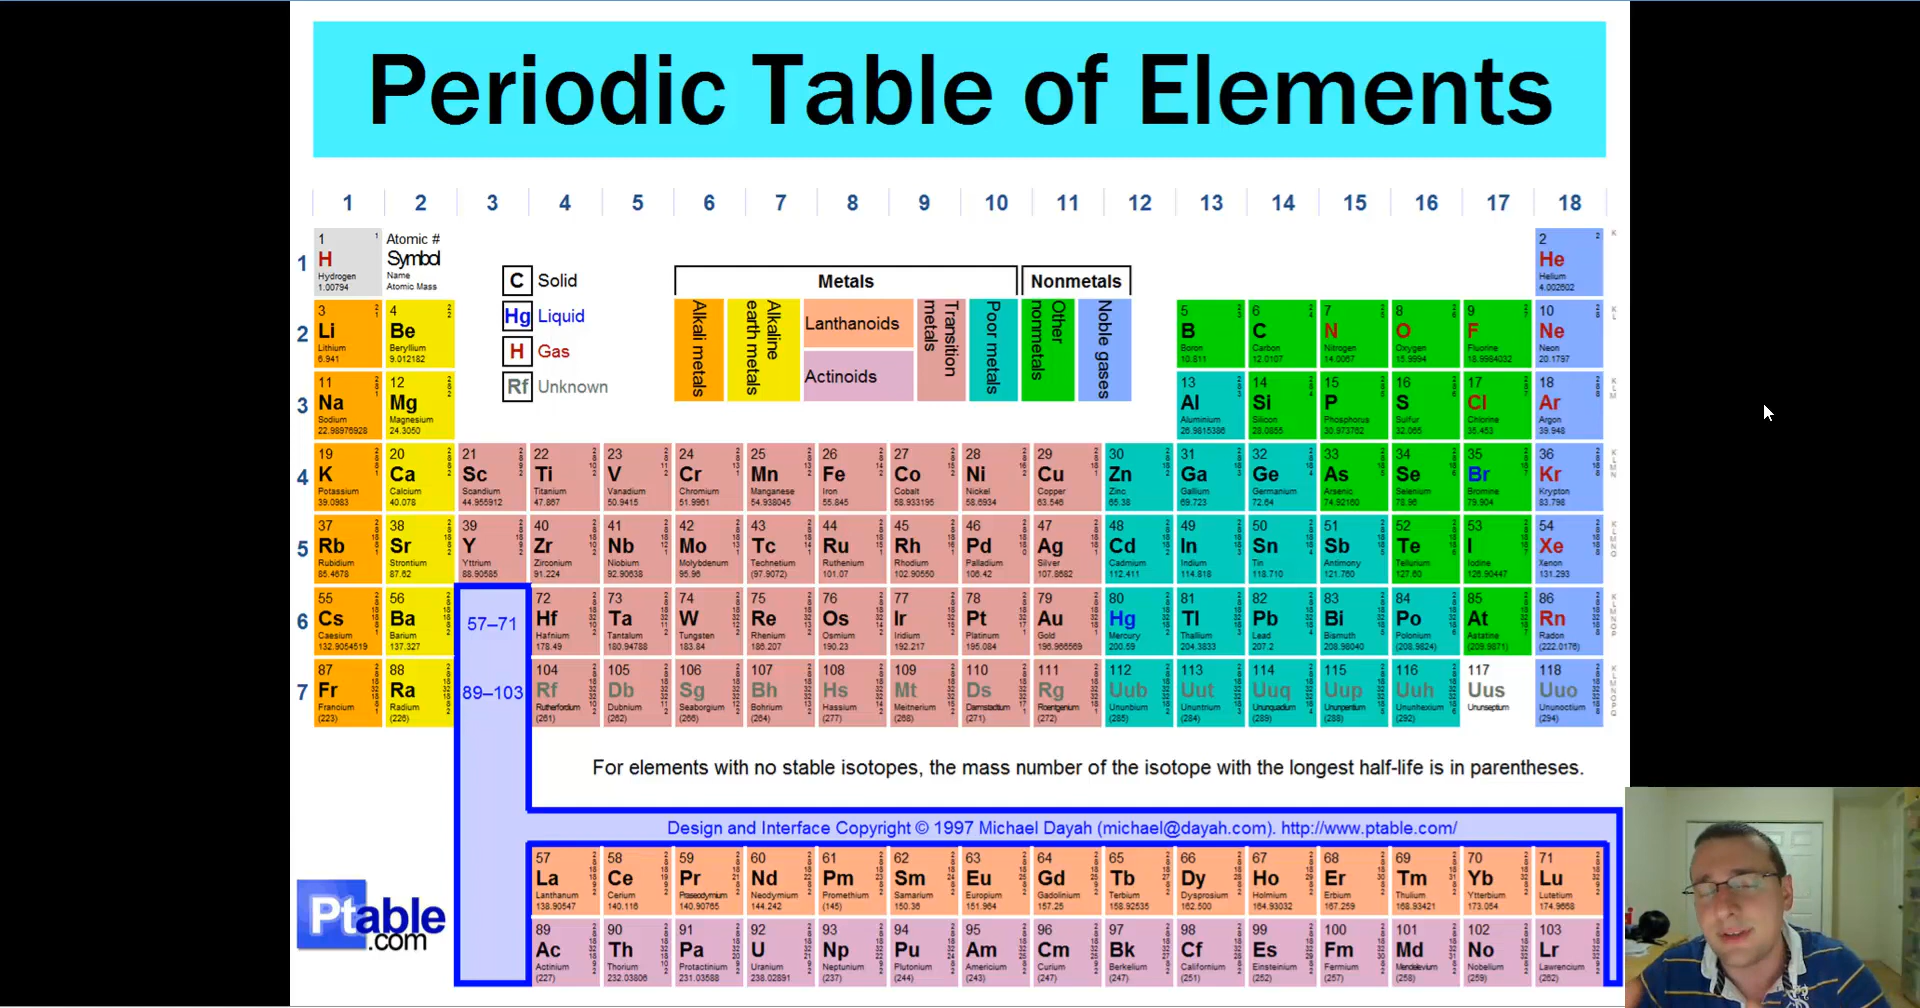 Periodic Table of Elements
1 2 3 4 5 6 7 8 9 10 11 12 13 14 15 16 17 18
1
1 H Hydrogen 1.00794
Atomic #
Symbol
Name
Atomic Mass
C Solid
Hg Liquid
H Gas
Rf Unknown
Metals
Nonmetals
Alkali metals
Alkaline earth metals
Lanthanoids
Actinoids
Transition metals
Poor metals
Other nonmetals
Noble gases
2 He Helium 4.002602
2
3 Li Lithium 6.941
4 Be Beryllium 9.012182
5 B Boron 10.811
6 C Carbon 12.0107
7 N Nitrogen 14.0067
8 O Oxygen 15.9994
9 F Fluorine 18.9984032
10 Ne Neon 20.1797
3
11 Na Sodium 22.98976928
12 Mg Magnesium 24.3050
13 Al Aluminium 26.9815386
14 Si Silicon 28.0855
15 P Phosphorus 30.973762
16 S Sulfur 32.065
17 Cl Chlorine 35.453
18 Ar Argon 39.948
4
19 K Potassium 39.0983
20 Ca Calcium 40.078
21 Sc Scandium 44.955912
22 Ti Titanium 47.867
23 V Vanadium 50.9415
24 Cr Chromium 51.9961
25 Mn Manganese 54.938045
26 Fe Iron 55.845
27 Co Cobalt 58.933195
28 Ni Nickel 58.6934
29 Cu Copper 63.546
30 Zn Zinc 65.38
31 Ga Gallium 69.723
32 Ge Germanium 72.64
33 As Arsenic 74.92160
34 Se Selenium 78.96
35 Br Bromine 79.904
36 Kr Krypton 83.798
5
37 Rb Rubidium 85.4678
38 Sr Strontium 87.62
39 Y Yttrium 88.90585
40 Zr Zirconium 91.224
41 Nb Niobium 92.90638
42 Mo Molybdenum 95.96
43 Tc Technetium (97.9072)
44 Ru Ruthenium 101.07
45 Rh Rhodium 102.90550
46 Pd Palladium 106.42
47 Ag Silver 107.8682
48 Cd Cadmium 112.411
49 In Indium 114.818
50 Sn Tin 118.710
51 Sb Antimony 121.760
52 Te Tellurium 127.60
53 I Iodine 126.90447
54 Xe Xenon 131.293
6
55 Cs Caesium 132.9054519
56 Ba Barium 137.327
57–71
72 Hf Hafnium 178.49
73 Ta Tantalum 180.94788
74 W Tungsten 183.84
75 Re Rhenium 186.207
76 Os Osmium 190.23
77 Ir Iridium 192.217
78 Pt Platinum 195.084
79 Au Gold 196.966569
80 Hg Mercury 200.59
81 Tl Thallium 204.3833
82 Pb Lead 207.2
83 Bi Bismuth 208.98040
84 Po Polonium (208.9824)
85 At Astatine (209.9871)
86 Rn Radon (222.0176)
7
87 Fr Francium (223)
88 Ra Radium (226)
89–103
104 Rf Rutherfordium (261)
105 Db Dubnium (262)
106 Sg Seaborgium (266)
107 Bh Bohrium (264)
108 Hs Hassium (277)
109 Mt Meitnerium (268)
110 Ds Darmstadtium (271)
111 Rg Roentgenium (272)
112 Uub Ununbium (285)
113 Uut Ununtrium (284)
114 Uuq Ununquadium (289)
115 Uup Ununpentium (288)
116 Uuh Ununhexium (292)
117 Uus Ununseptium
118 Uuo Ununoctium (294)
For elements with no stable isotopes, the mass number of the isotope with the longest half-life is in parentheses.
Design and Interface Copyright © 1997 Michael Dayah (michael@dayah.com). http://www.ptable.com/
57 La Lanthanum 138.90547
58 Ce Cerium 140.116
59 Pr Praseodymium 140.90765
60 Nd Neodymium 144.242
61 Pm Promethium (145)
62 Sm Samarium 150.36
63 Eu Europium 151.964
64 Gd Gadolinium 157.25
65 Tb Terbium 158.92535
66 Dy Dysprosium 162.500
67 Ho Holmium 164.93032
68 Er Erbium 167.259
69 Tm Thulium 168.93421
70 Yb Ytterbium 173.054
71 Lu Lutetium 174.9668
Ptable
.com
89 Ac Actinium (227)
90 Th Thorium 232.03806
91 Pa Protactinium 231.03588
92 U Uranium 238.02891
93 Np Neptunium (237)
94 Pu Plutonium (244)
95 Am Americium (243)
96 Cm Curium (247)
97 Bk Berkelium (247)
98 Cf Californium (251)
99 Es Einsteinium (252)
100 Fm Fermium (257)
101 Md Mendelevium (258)
102 No Nobelium (259)
103 Lr Lawrencium (262)